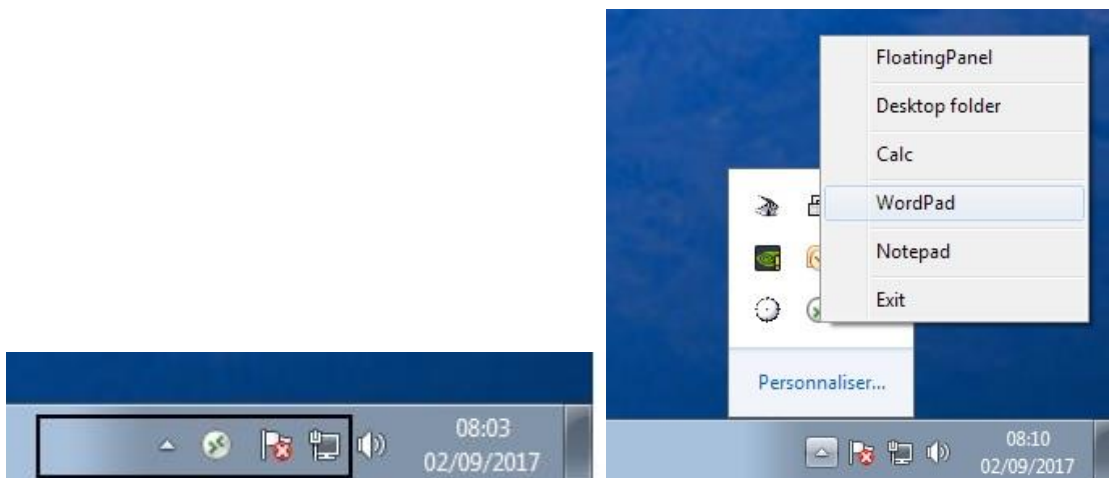 08:03
02/09/2017
FloatingPanel
Desktop folder
Calc
WordPad
Notepad
Exit
Personnaliser...
08:10
02/09/2017